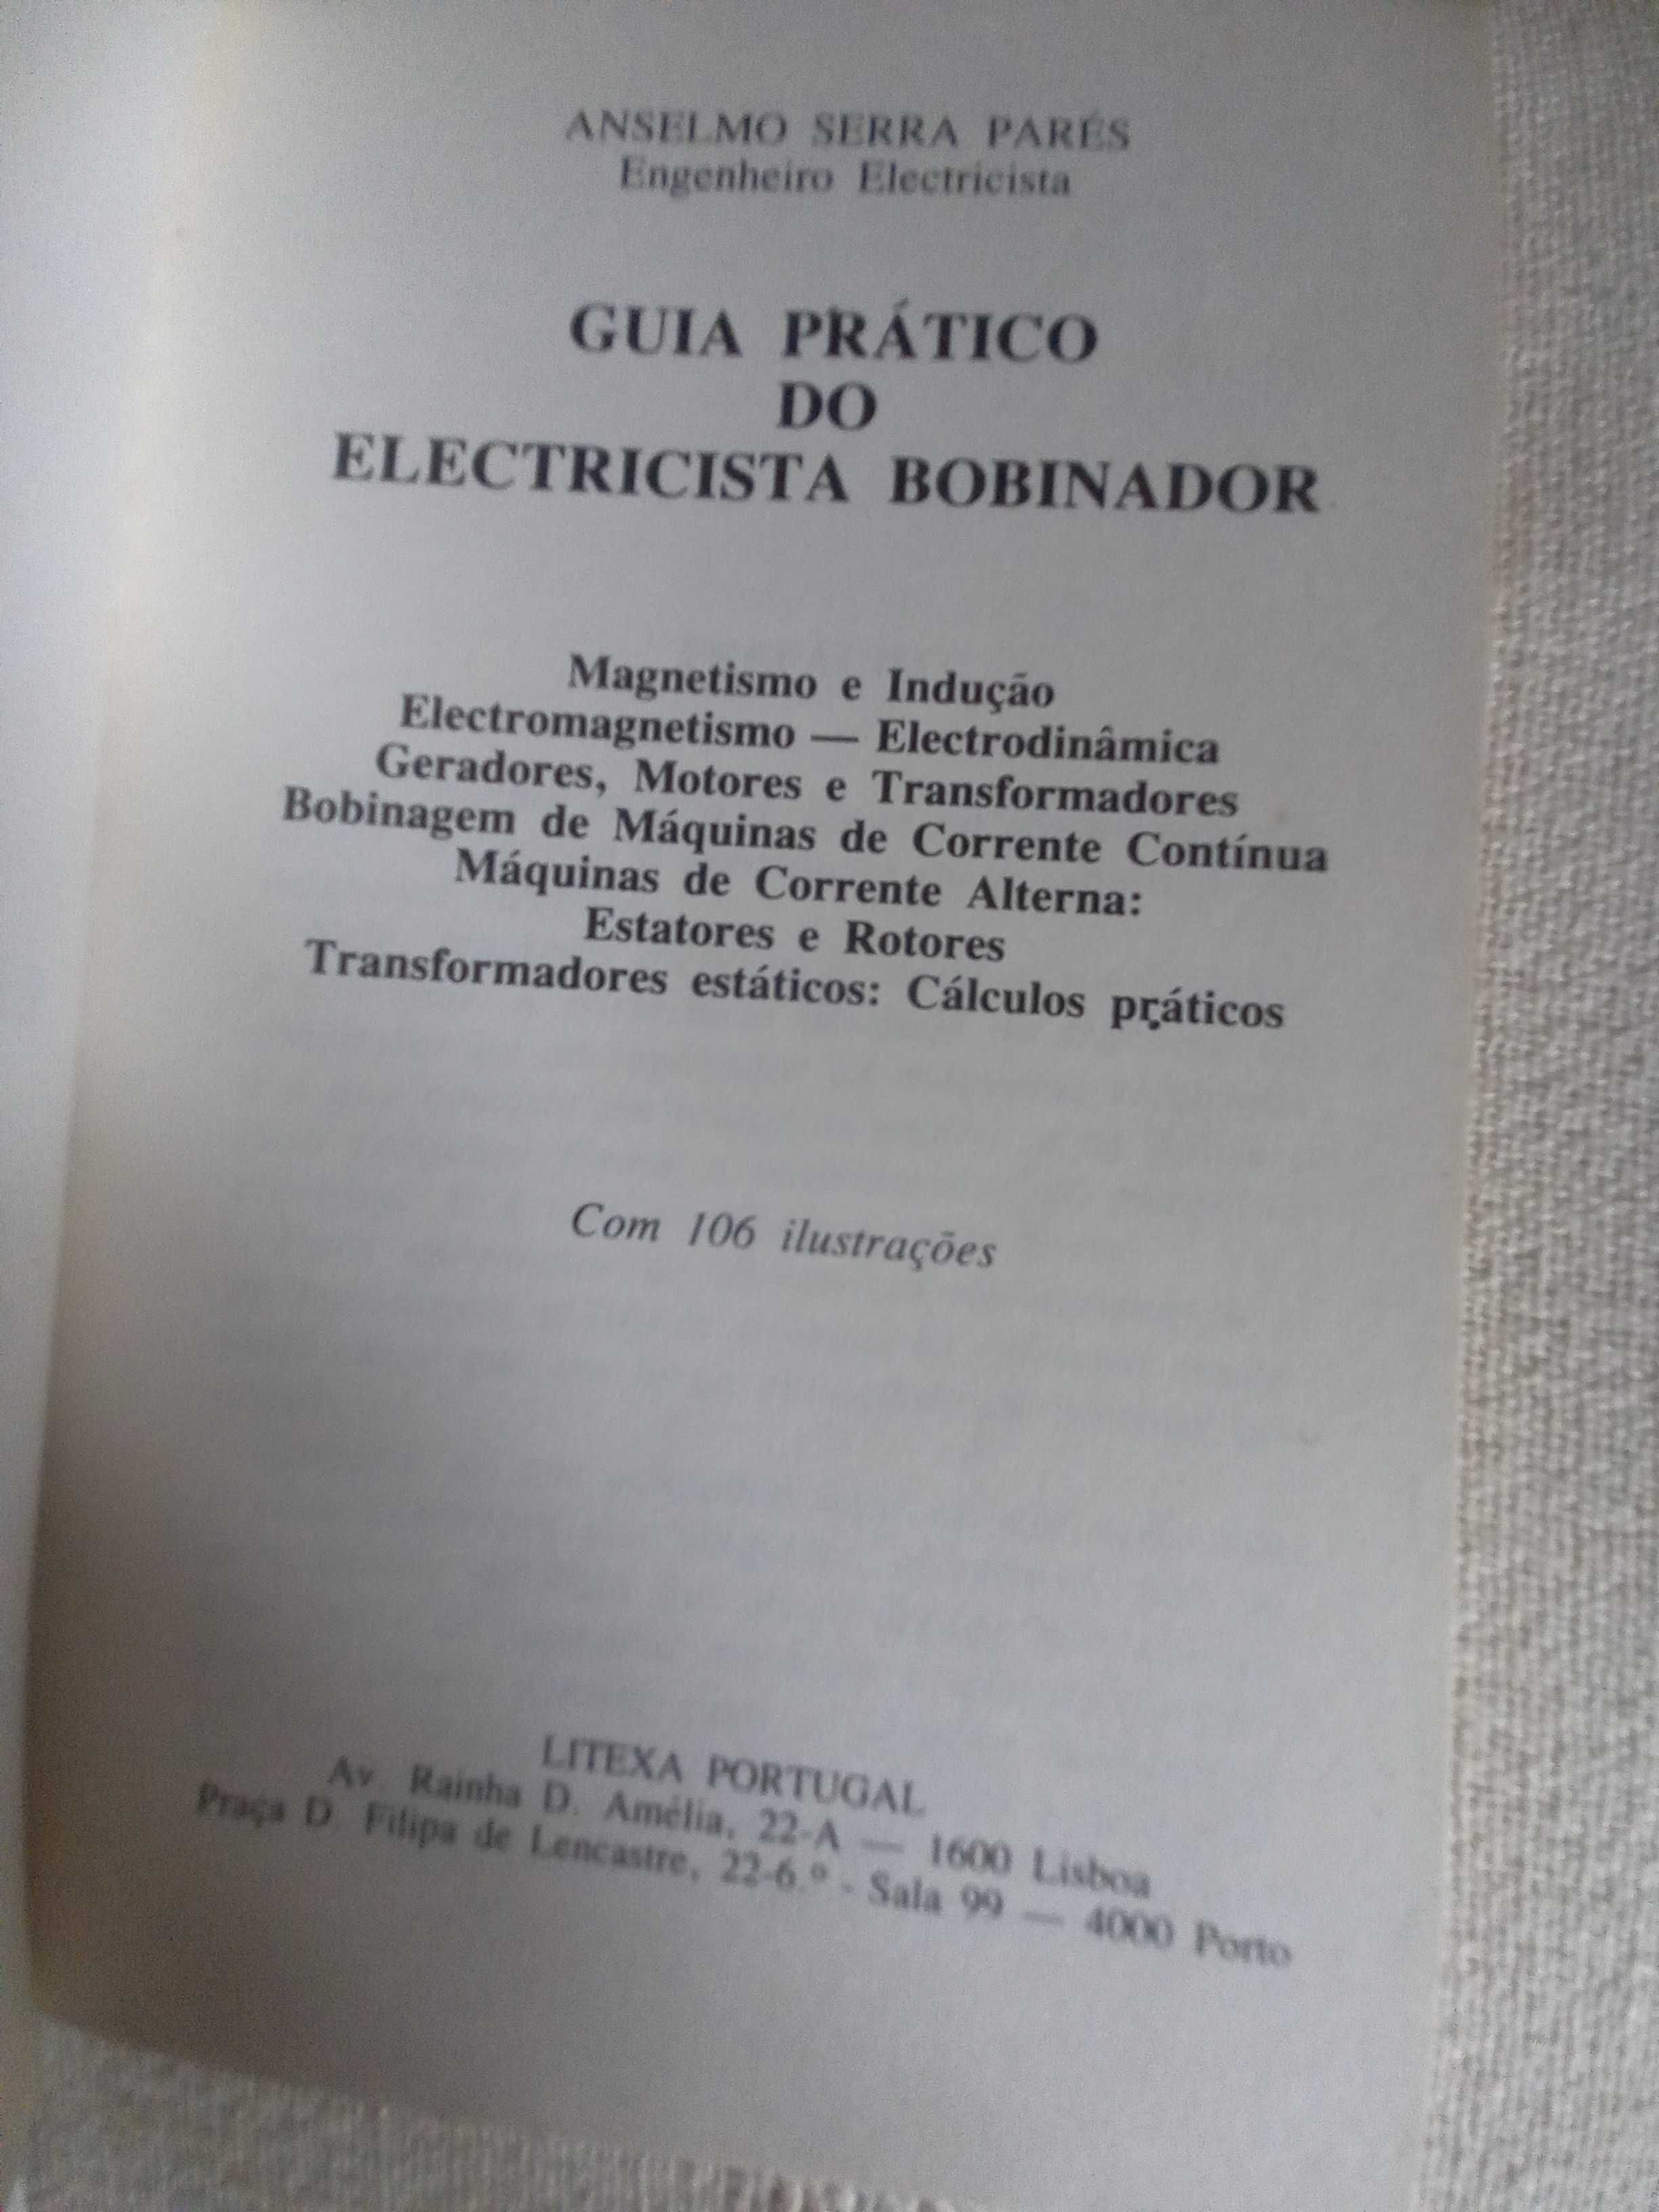 ANSELMO SERRA PARÉS
Engenheiro Electricista
GUIA PRÁTICO
DO
ELECTRICISTA BOBINADOR
Magnetismo e Indução
Electromagnetismo — Electrodinâmica
Geradores, Motores e Transformadores
Bobinagem de Máquinas de Corrente Contínua
Máquinas de Corrente Alterna:
Estatores e Rotores
Transformadores estáticos: Cálculos práticos
Com 106 ilustrações
LITEXA PORTUGAL
Av. Rainha D. Amélia, 22-A — 1600 Lisboa
Praça D. Filipa de Lencastre, 22-6.º - Sala 99 — 4000 Porto